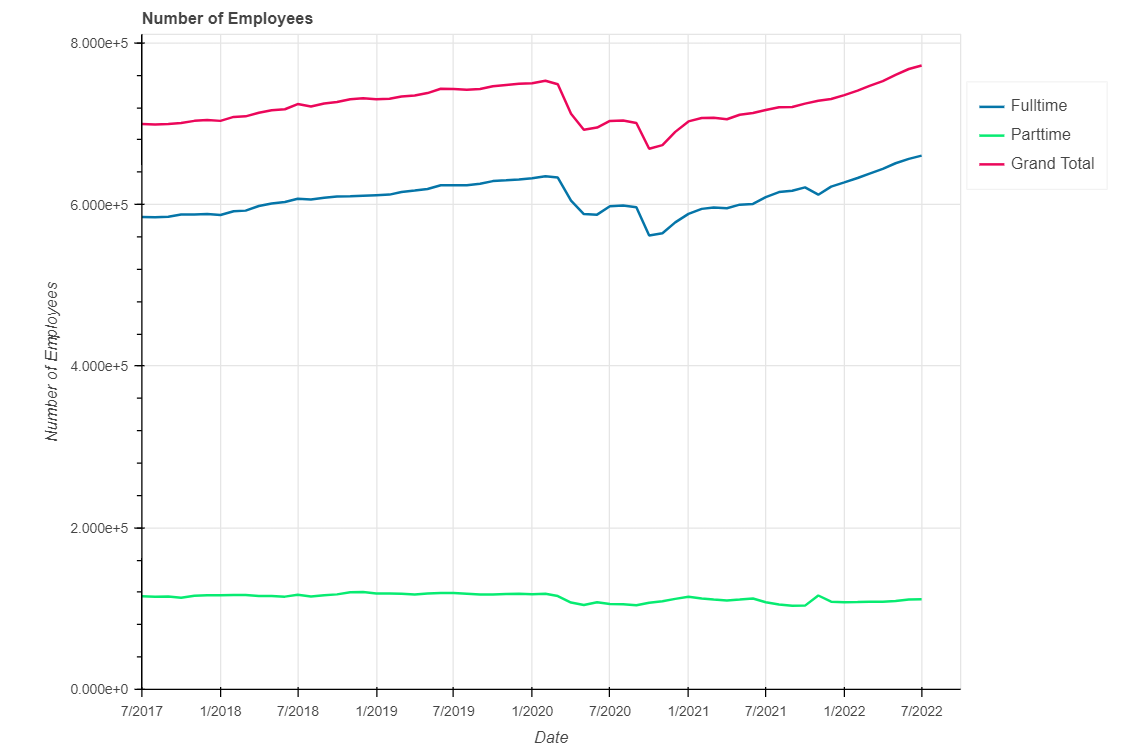 Number of Employees
8.000e+5
6.000e+5
4.000e+5
2.000e+5
0.000e+0
Number of Employees
7/2017 1/2018 7/2018 1/2019 7/2019 1/2020 7/2020 1/2021 7/2021 1/2022 7/2022
Date
Fulltime
Parttime
Grand Total